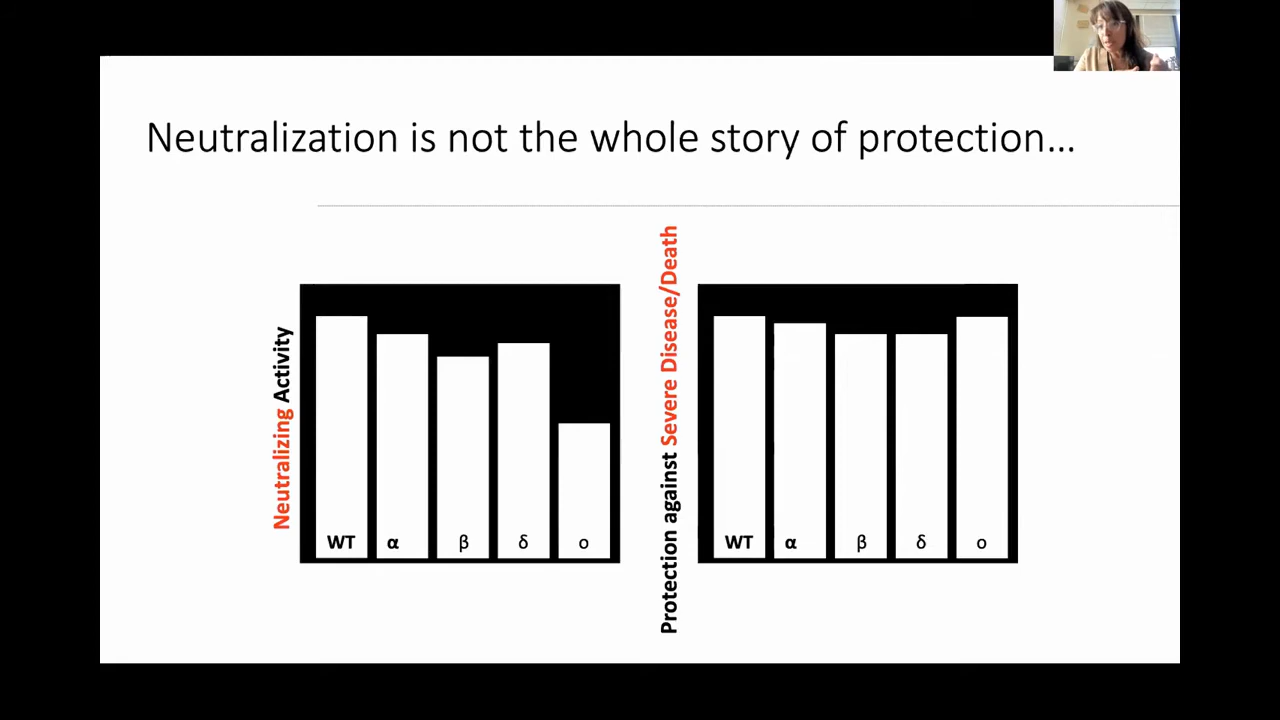 Neutralization is not the whole story of protection...
Neutralizing Activity
WT α β δ ο
Protection against Severe Disease/Death
WT α β δ ο